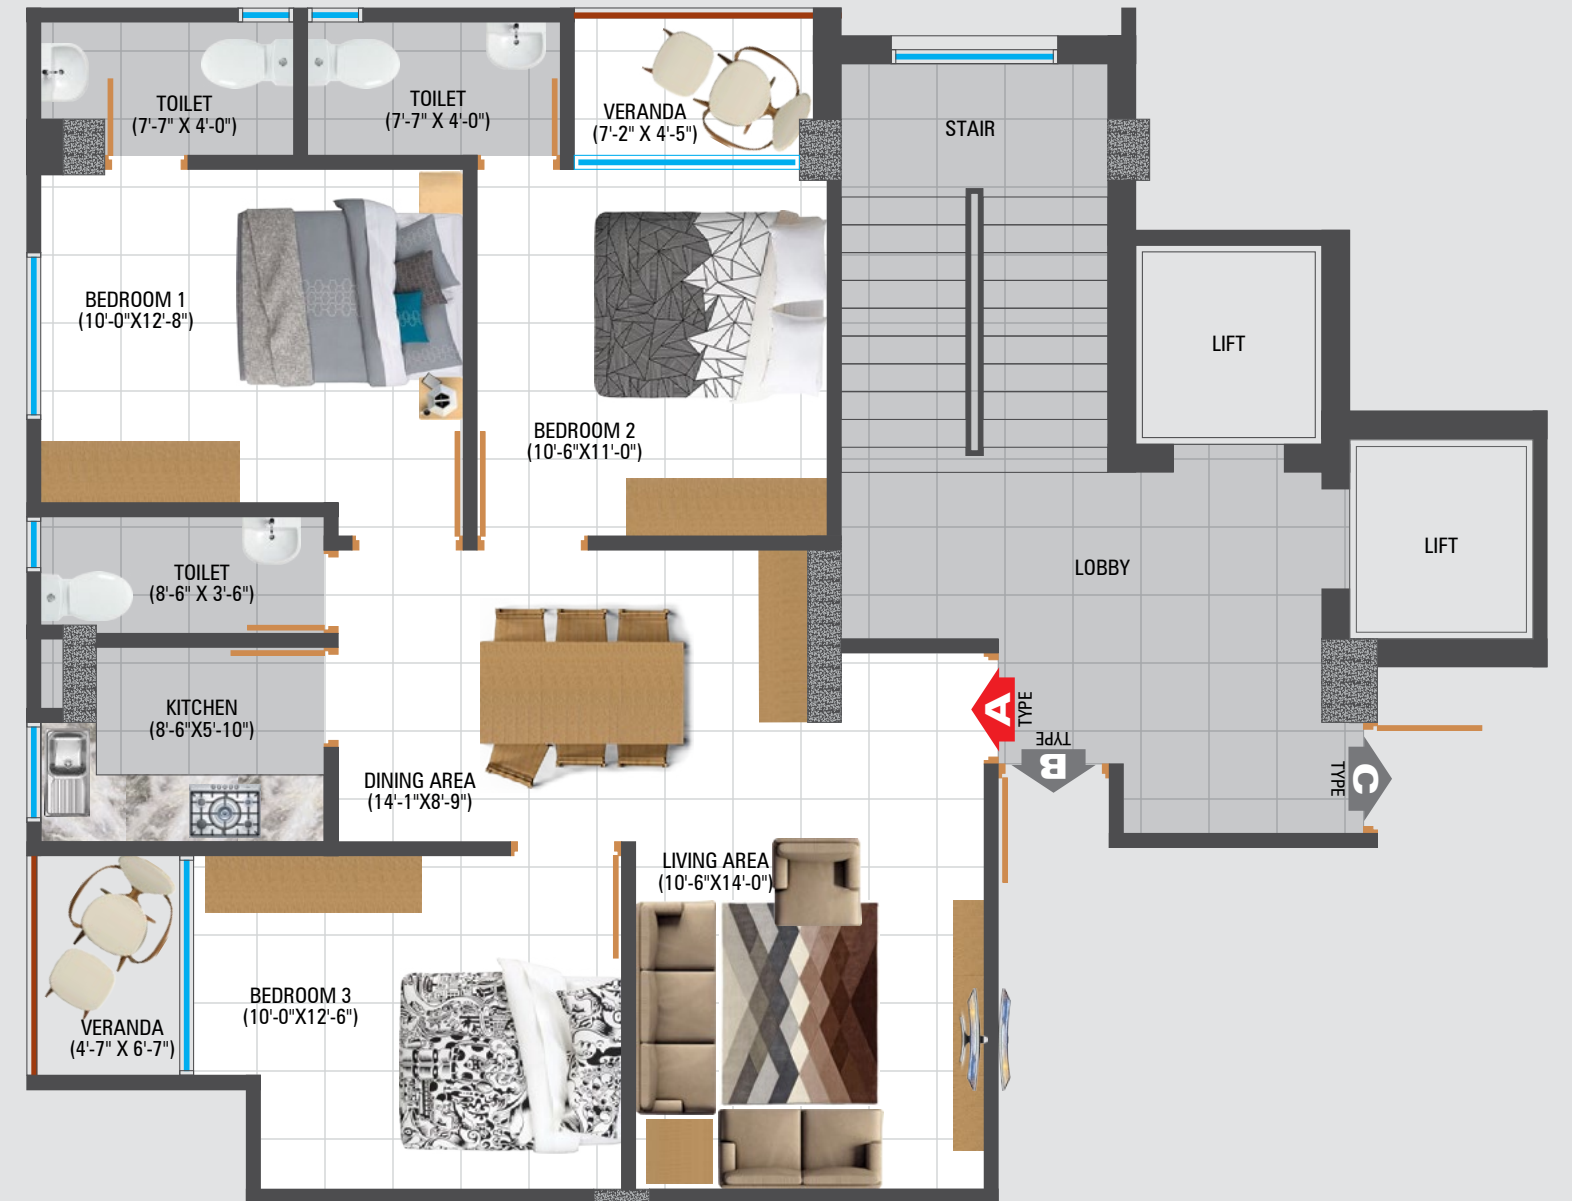 TOILET
(7'-7" X 4'-0")
TOILET
(7'-7" X 4'-0")
VERANDA
(7'-2" X 4'-5")
STAIR
BEDROOM 1
(10'-0"X12'-8")
LIFT
BEDROOM 2
(10'-6"X11'-0")
LIFT
TOILET
(8'-6" X 3'-6")
LOBBY
KITCHEN
(8'-6"X5'-10")
A
TYPE
B
TYPE
C
TYPE
DINING AREA
(14'-1"X8'-9")
LIVING AREA
(10'-6"X14'-0")
BEDROOM 3
(10'-0"X12'-6")
VERANDA
(4'-7" X 6'-7")